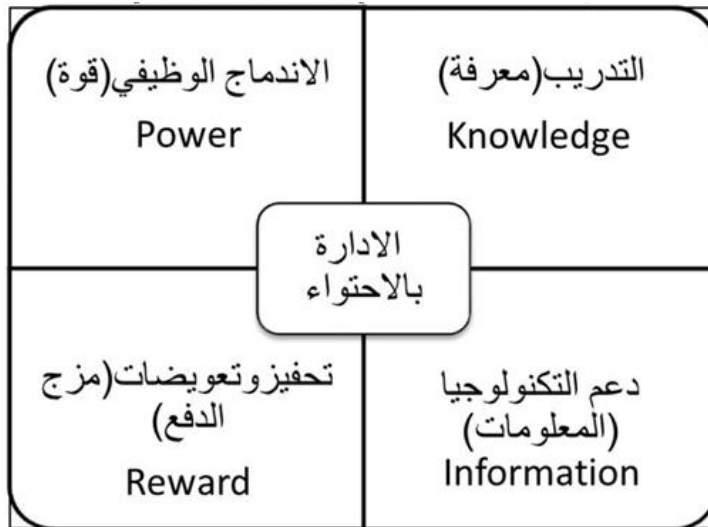 التدريب(معرفة)
Knowledge
الاندماج الوظيفي(قوة)
Power
الادارة
بالاحتواء
دعم التكنولوجيا
(المعلومات)
Information
تحفيزوتعويضات(مزج
الدفع)
Reward